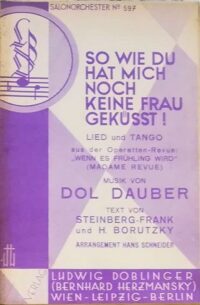 SALONORCHESTER Nº 597
SO WIE DU
HAT MICH
NOCH
KEINE FRAU
GEKÜSST!
LIED und TANGO
aus der Operetten-Revue:
"WENN ES FRÜHLING WIRD"
(MADAME REVUE)
MUSIK VON
DOL DAUBER
TEXT VON
STEINBERG-FRANK
und H. BORUTZKY
ARRANGEMENT HANS SCHNEIDER
VERLAG
LUDWIG DOBLINGER
(BERNHARD HERZMANSKY)
WIEN-LEIPZIG-BERLIN